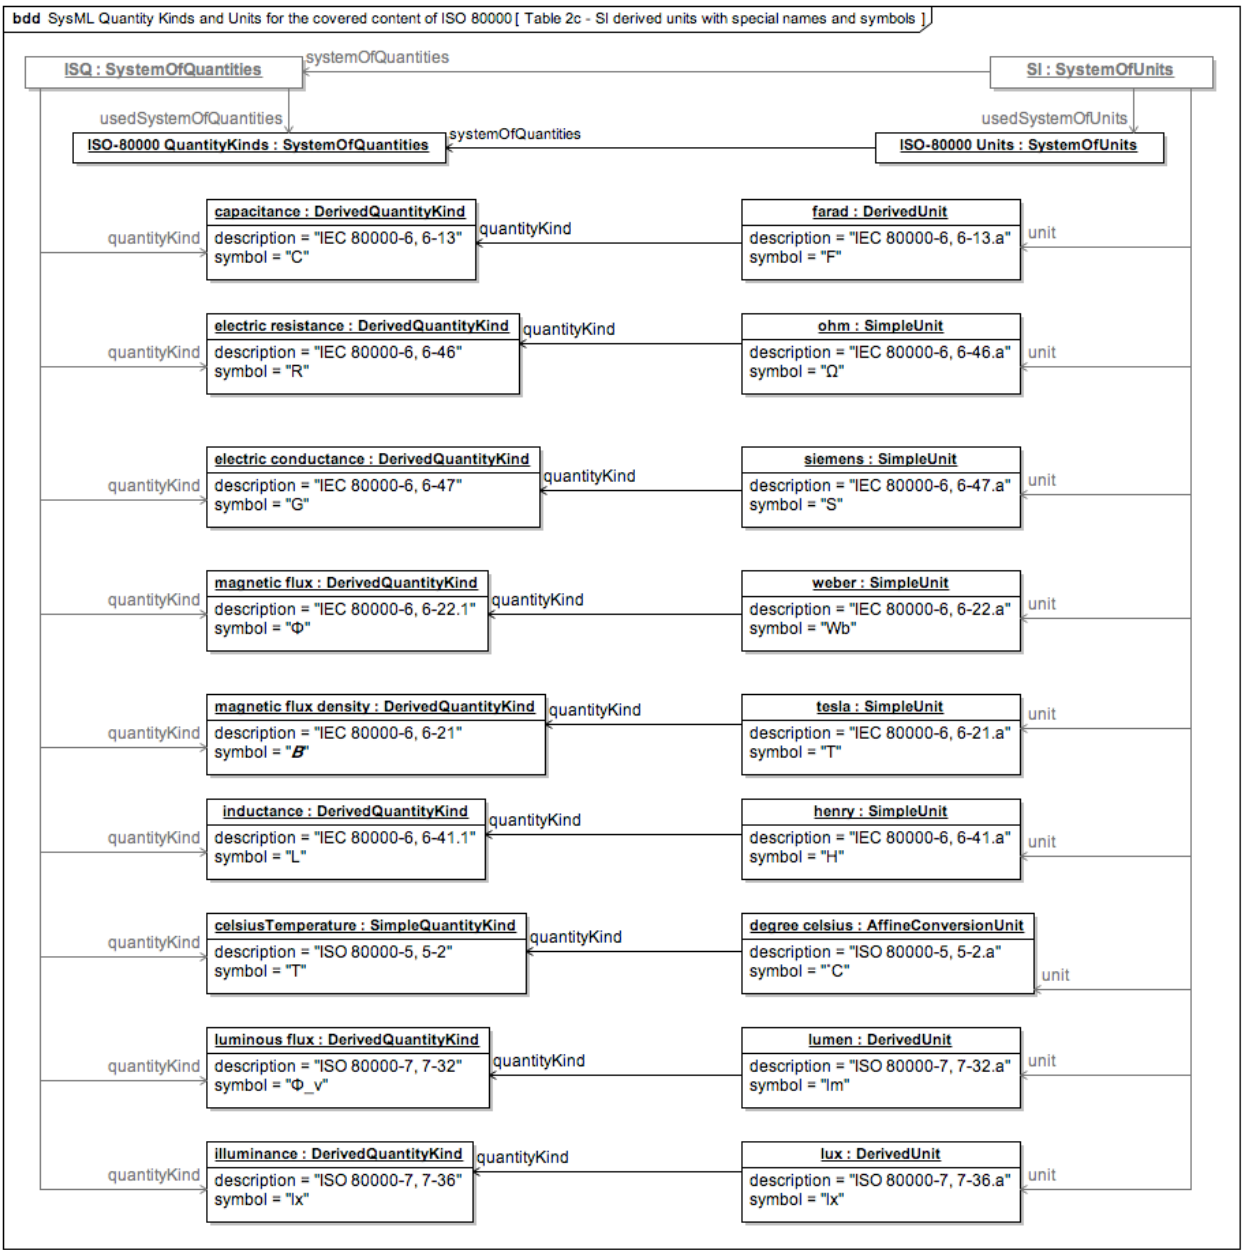 bdd SysML Quantity Kinds and Units for the covered content of ISO 80000 [ Table 2c - SI derived units with special names and symbols ]
systemOfQuantities
ISQ : SystemOfQuantities
SI : SystemOfUnits
usedSystemOfQuantities
usedSystemOfUnits
systemOfQuantities
ISO-80000 QuantityKinds : SystemOfQuantities
ISO-80000 Units : SystemOfUnits
capacitance : DerivedQuantityKind
farad : DerivedUnit
quantityKind
description = "IEC 80000-6, 6-13"
symbol = "C"
quantityKind
description = "IEC 80000-6, 6-13.a"
symbol = "F"
unit
electric resistance : DerivedQuantityKind
ohm : SimpleUnit
quantityKind
description = "IEC 80000-6, 6-46"
symbol = "R"
quantityKind
description = "IEC 80000-6, 6-46.a"
symbol = "Ω"
unit
electric conductance : DerivedQuantityKind
siemens : SimpleUnit
quantityKind
description = "IEC 80000-6, 6-47"
symbol = "G"
quantityKind
description = "IEC 80000-6, 6-47.a"
symbol = "S"
unit
magnetic flux : DerivedQuantityKind
weber : SimpleUnit
quantityKind
description = "IEC 80000-6, 6-22.1"
symbol = "Φ"
quantityKind
description = "IEC 80000-6, 6-22.a"
symbol = "Wb"
unit
magnetic flux density : DerivedQuantityKind
tesla : SimpleUnit
quantityKind
description = "IEC 80000-6, 6-21"
symbol = "B"
quantityKind
description = "IEC 80000-6, 6-21.a"
symbol = "T"
unit
inductance : DerivedQuantityKind
henry : SimpleUnit
quantityKind
description = "IEC 80000-6, 6-41.1"
symbol = "L"
quantityKind
description = "IEC 80000-6, 6-41.a"
symbol = "H"
unit
celsiusTemperature : SimpleQuantityKind
degree celsius : AffineConversionUnit
quantityKind
description = "ISO 80000-5, 5-2"
symbol = "T"
quantityKind
description = "ISO 80000-5, 5-2.a"
symbol = "˚C"
unit
luminous flux : DerivedQuantityKind
lumen : DerivedUnit
quantityKind
description = "ISO 80000-7, 7-32"
symbol = "Φ_v"
quantityKind
description = "ISO 80000-7, 7-32.a"
symbol = "lm"
unit
illuminance : DerivedQuantityKind
lux : DerivedUnit
quantityKind
description = "ISO 80000-7, 7-36"
symbol = "lx"
quantityKind
description = "ISO 80000-7, 7-36.a"
symbol = "lx"
unit